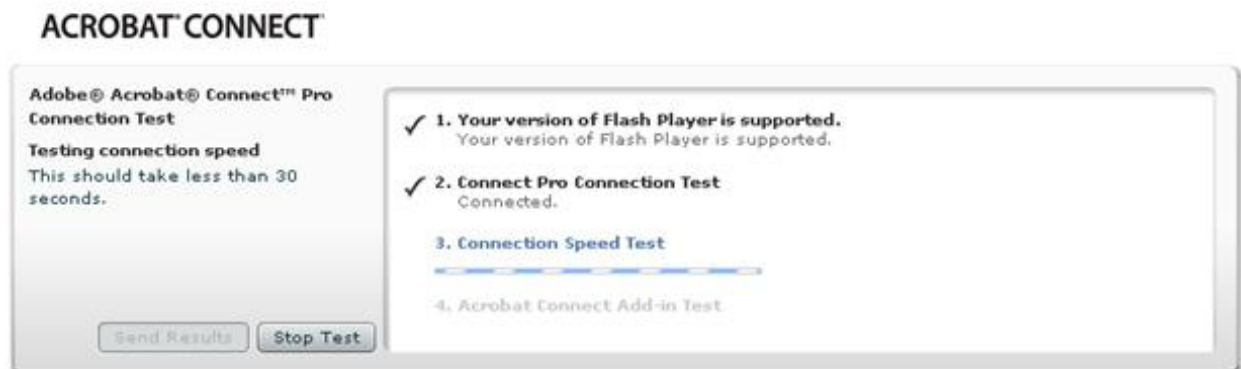 ACROBAT® CONNECT™
Adobe® Acrobat® Connect™ Pro
Connection Test
Testing connection speed
This should take less than 30
seconds.
Send Results
Stop Test
1. Your version of Flash Player is supported.
Your version of Flash Player is supported.
2. Connect Pro Connection Test
Connected.
3. Connection Speed Test
4. Acrobat Connect Add-in Test